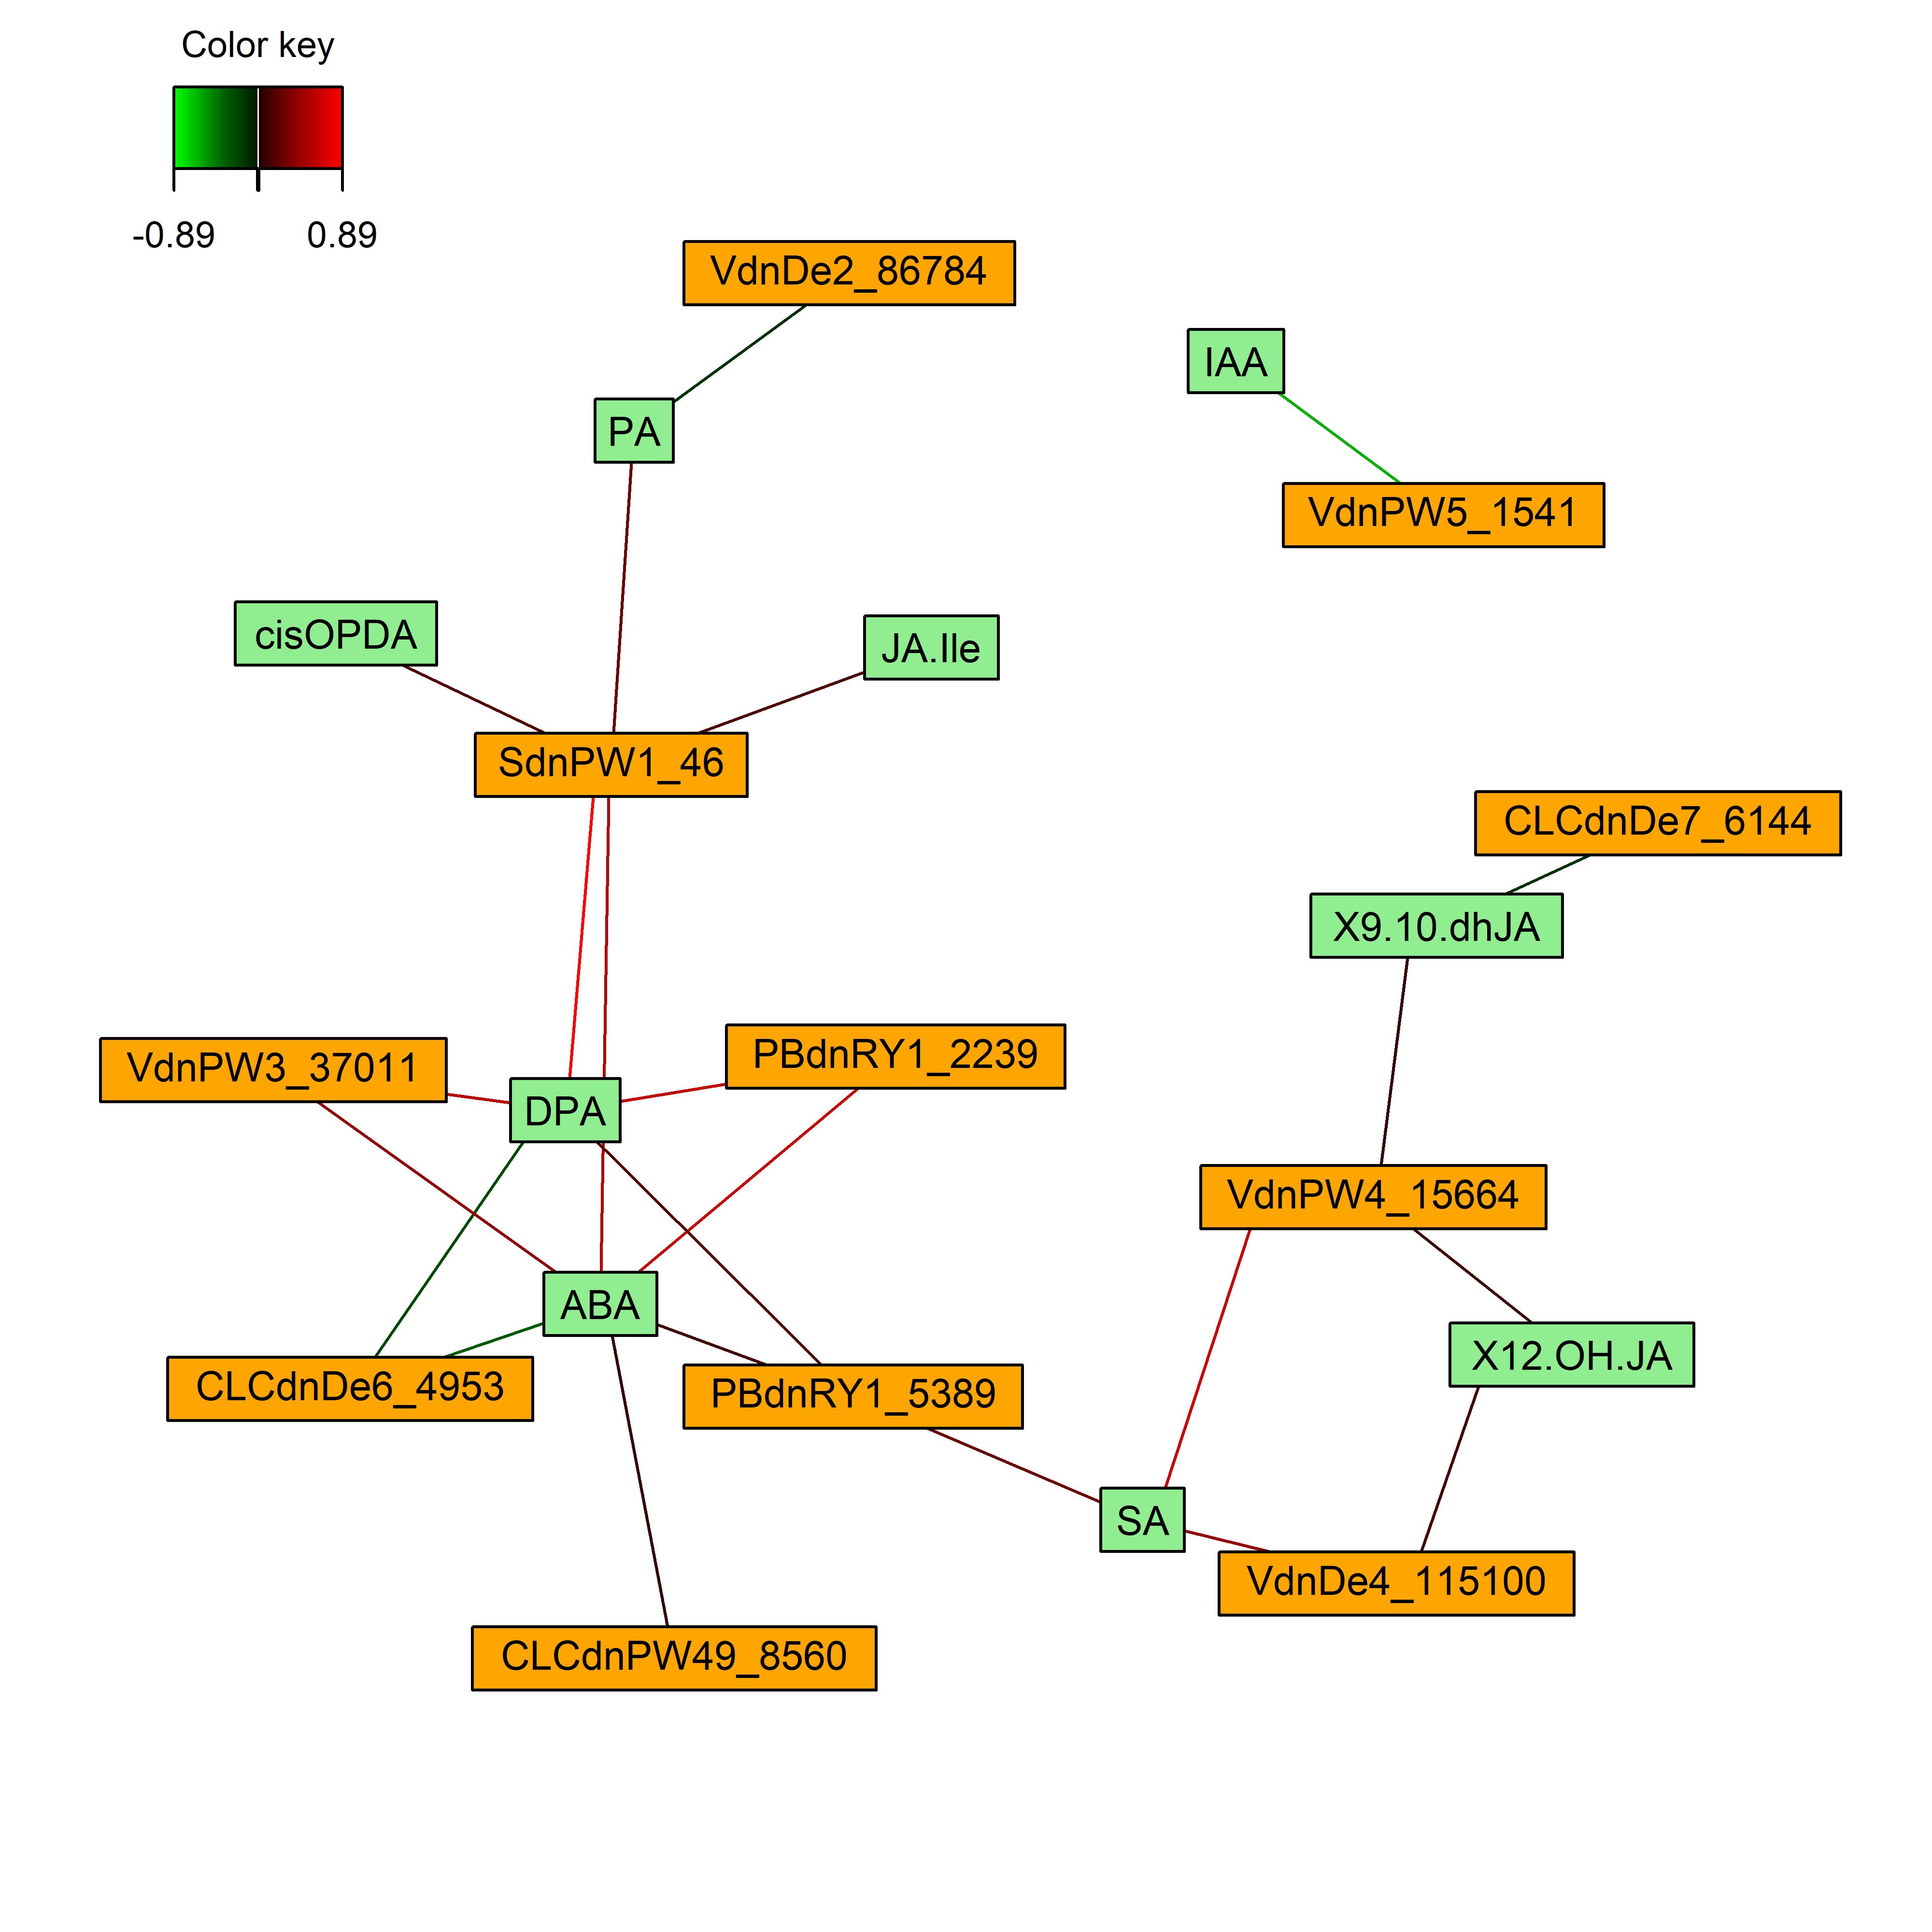 Color key
-0.89 0.89
VdnDe2_86784
IAA
PA
VdnPW5_1541
cisOPDA
JA.Ile
SdnPW1_46
CLCdnDe7_6144
X9.10.dhJA
PBdnRY1_2239
VdnPW3_37011
DPA
VdnPW4_15664
ABA
X12.OH.JA
CLCdnDe6_4953
PBdnRY1_5389
SA
VdnDe4_115100
CLCdnPW49_8560